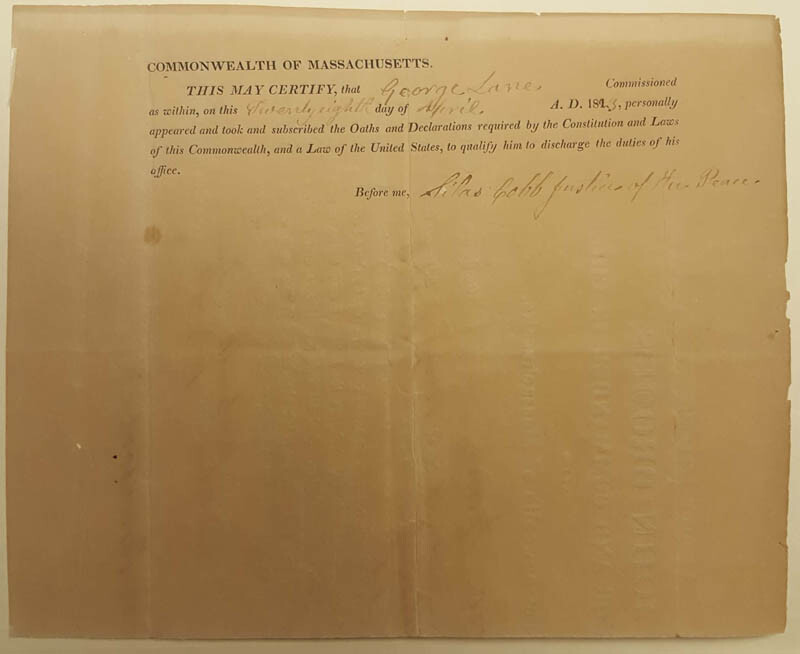 COMMONWEALTH OF MASSACHUSETTS.
THIS MAY CERTIFY, that George Lane. Commissioned
as within, on this Twenty eighth day of April. A. D. 1843, personally
appeared and took and subscribed the Oaths and Declarations required by the Constitution and Laws
of this Commonwealth, and a Law of the United States, to qualify him to discharge the duties of his
office.
Before me, Silas Cobb Justice of the Peace.